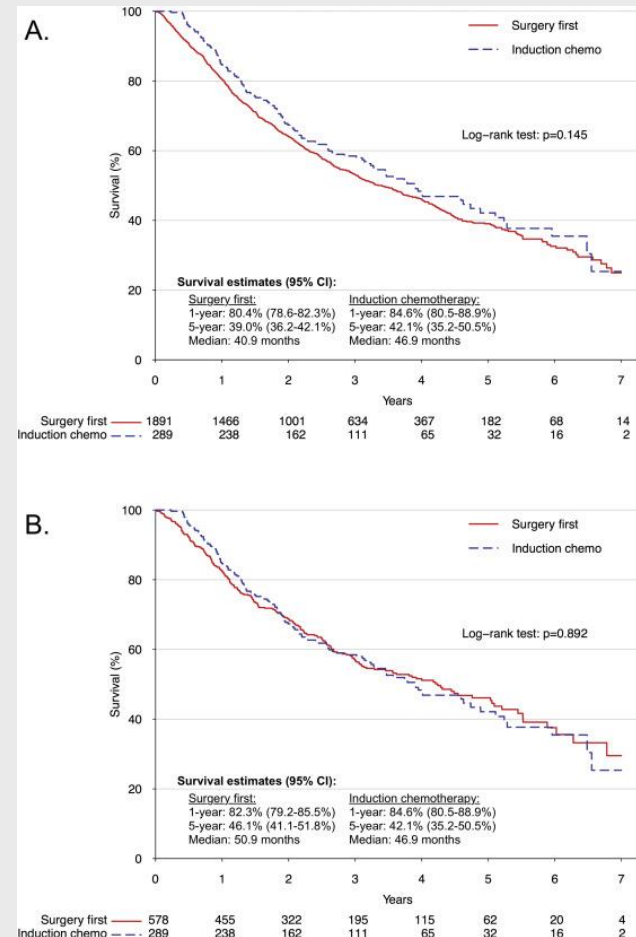 A.
100
80
60
40
20
0
Survival (%)
Surgery first
Induction chemo
Log−rank test: p=0.145
Survival estimates (95% CI):
Surgery first: Induction chemotherapy:
1-year: 80.4% (78.6-82.3%) 1-year: 84.6% (80.5-88.9%)
5-year: 39.0% (36.2-42.1%) 5-year: 42.1% (35.2-50.5%)
Median: 40.9 months Median: 46.9 months
0 1 2 3 4 5 6 7
Years
Surgery first 1891 1466 1001 634 367 182 68 14
Induction chemo 289 238 162 111 65 32 16 2
B.
100
80
60
40
20
0
Survival (%)
Surgery first
Induction chemo
Log−rank test: p=0.892
Survival estimates (95% CI):
Surgery first: Induction chemotherapy:
1-year: 82.3% (79.2-85.5%) 1-year: 84.6% (80.5-88.9%)
5-year: 46.1% (41.1-51.8%) 5-year: 42.1% (35.2-50.5%)
Median: 50.9 months Median: 46.9 months
0 1 2 3 4 5 6 7
Years
Surgery first 578 455 322 195 115 62 20 4
Induction chemo 289 238 162 111 65 32 16 2